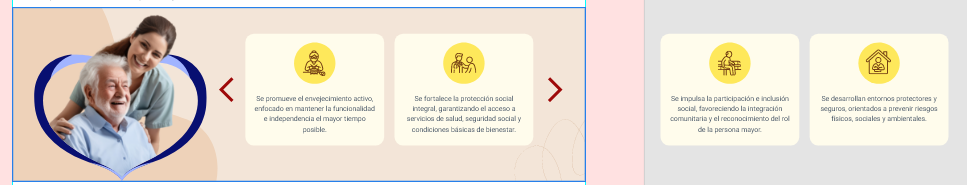 Se promueve el envejecimiento activo,
enfocado en mantener la funcionalidad
e independencia el mayor tiempo
posible.
Se fortalece la protección social
integral, garantizando el acceso a
servicios de salud, seguridad social y
condiciones básicas de bienestar.
Se impulsa la participación e inclusión
social, favoreciendo la integración
comunitaria y el reconocimiento del rol
de la persona mayor.
Se desarrollan entornos protectores y
seguros, orientados a prevenir riesgos
físicos, sociales y ambientales.